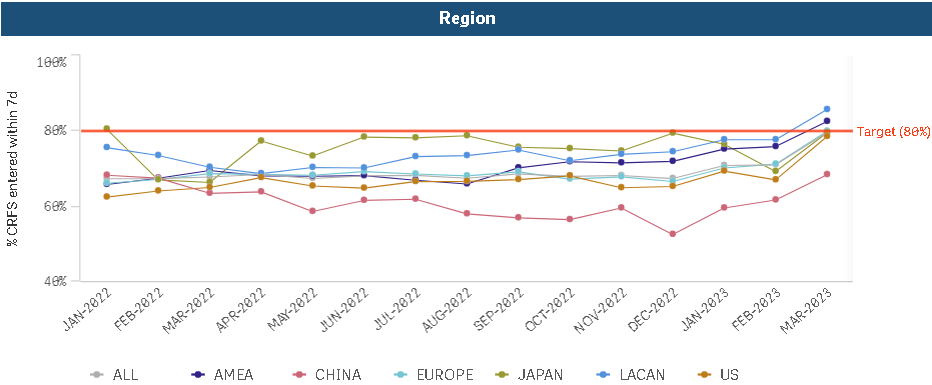 Region
% CRFS entered within 7d
100%
80%
60%
40%
Target (80%)
JAN-2022
FEB-2022
MAR-2022
APR-2022
MAY-2022
JUN-2022
JUL-2022
AUG-2022
SEP-2022
OCT-2022
NOV-2022
DEC-2022
JAN-2023
FEB-2023
MAR-2023
ALL AMEA CHINA EUROPE JAPAN LACAN US